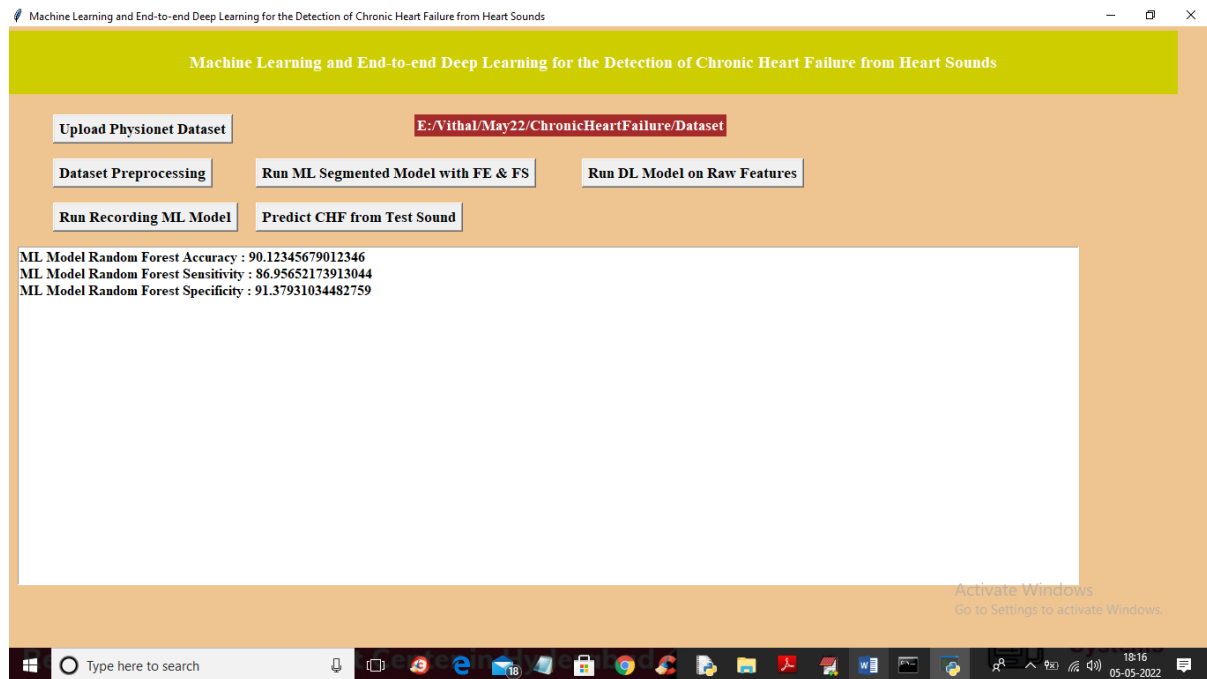 Machine Learning and End-to-end Deep Learning for the Detection of Chronic Heart Failure from Heart Sounds
Machine Learning and End-to-end Deep Learning for the Detection of Chronic Heart Failure from Heart Sounds
Upload Physionet Dataset
E:/Vithal/May22/ChronicHeartFailure/Dataset
Dataset Preprocessing
Run ML Segmented Model with FE & FS
Run DL Model on Raw Features
Run Recording ML Model
Predict CHF from Test Sound
ML Model Random Forest Accuracy : 90.12345679012346
ML Model Random Forest Sensitivity : 86.95652173913044
ML Model Random Forest Specificity : 91.37931034482759
Activate Windows
Go to Settings to activate Windows.
Type here to search
18
18:16
05-05-2022